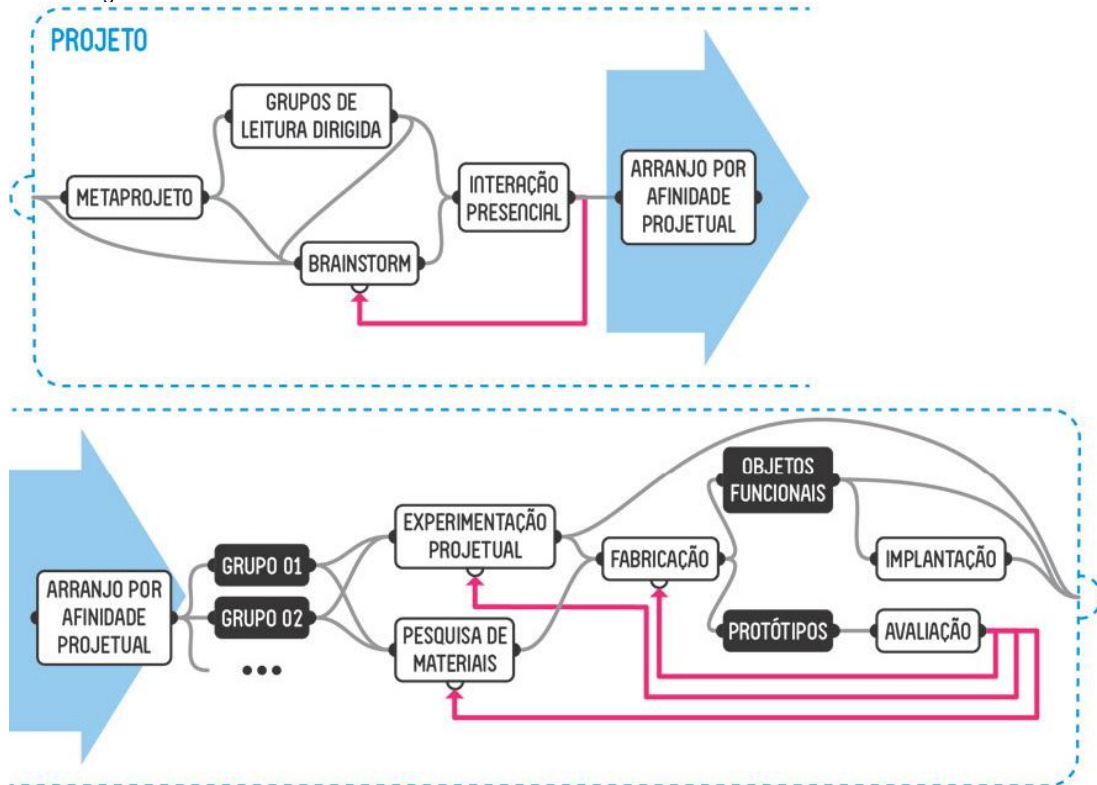 PROJETO
GRUPOS DE
LEITURA DIRIGIDA
METAPROJETO
BRAINSTORM
INTERAÇÃO
PRESENCIAL
ARRANJO POR
AFINIDADE
PROJETUAL
ARRANJO POR
AFINIDADE
PROJETUAL
GRUPO 01
GRUPO 02
•••
EXPERIMENTAÇÃO
PROJETUAL
PESQUISA DE
MATERIAIS
FABRICAÇÃO
OBJETOS
FUNCIONAIS
IMPLANTAÇÃO
PROTÓTIPOS
AVALIAÇÃO